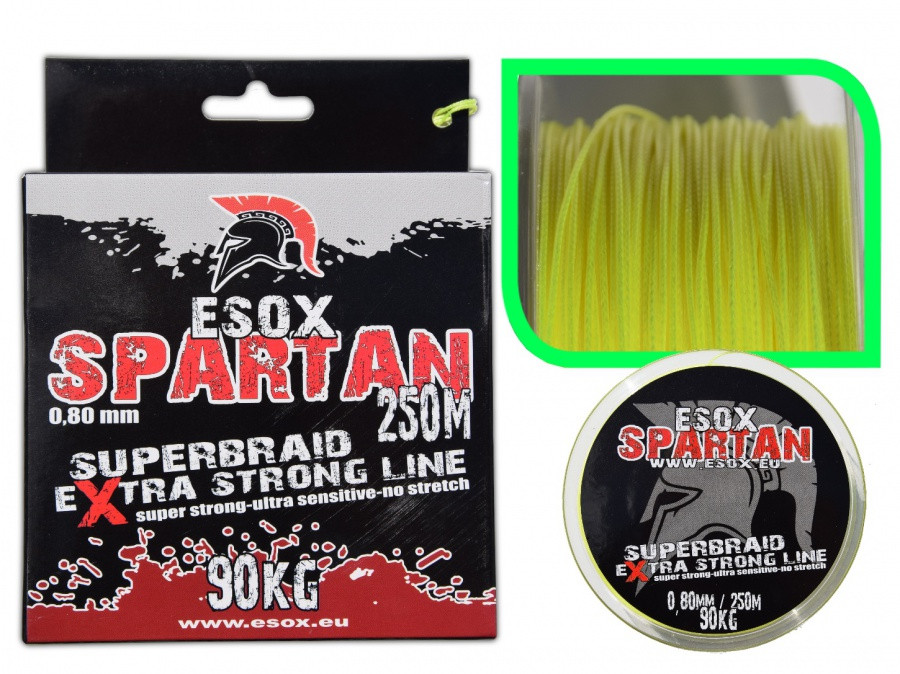 ESOX
SPARTAN
0,80 mm
250M
SUPERBRAID
EXTRA STRONG LINE
super strong-ultra sensitive-no stretch
90KG
www.esox.eu
ESOX
SPARTAN
WWW.ESOX.EU
SUPERBRAID
EXTRA STRONG LINE
super strong-ultra sensitive-no stretch
0,80MM / 250M
90KG